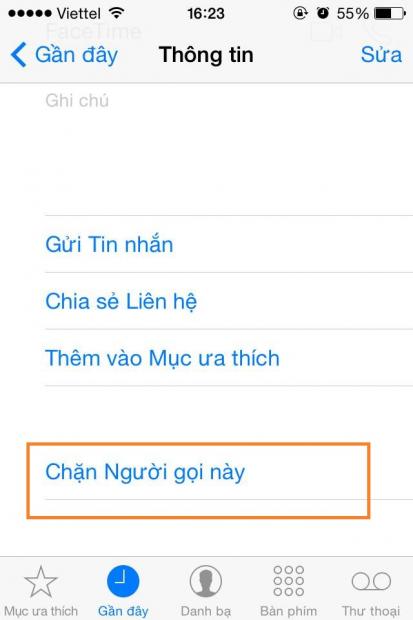 Viettel 16:23 55%
FaceTime
Gần đây Thông tin Sửa
Ghi chú
Gửi Tin nhắn
Chia sẻ Liên hệ
Thêm vào Mục ưa thích
Chặn Người gọi này
Mục ưa thích Gần đây Danh bạ Bàn phím Thư thoại